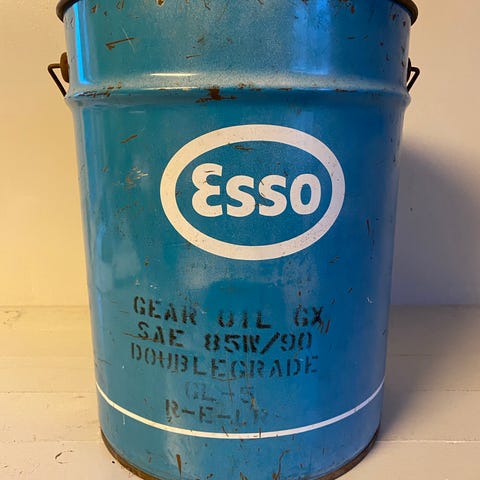 Esso
GEAR OIL GX
SAE 85W/90
DOUBLEGRADE
GL-5